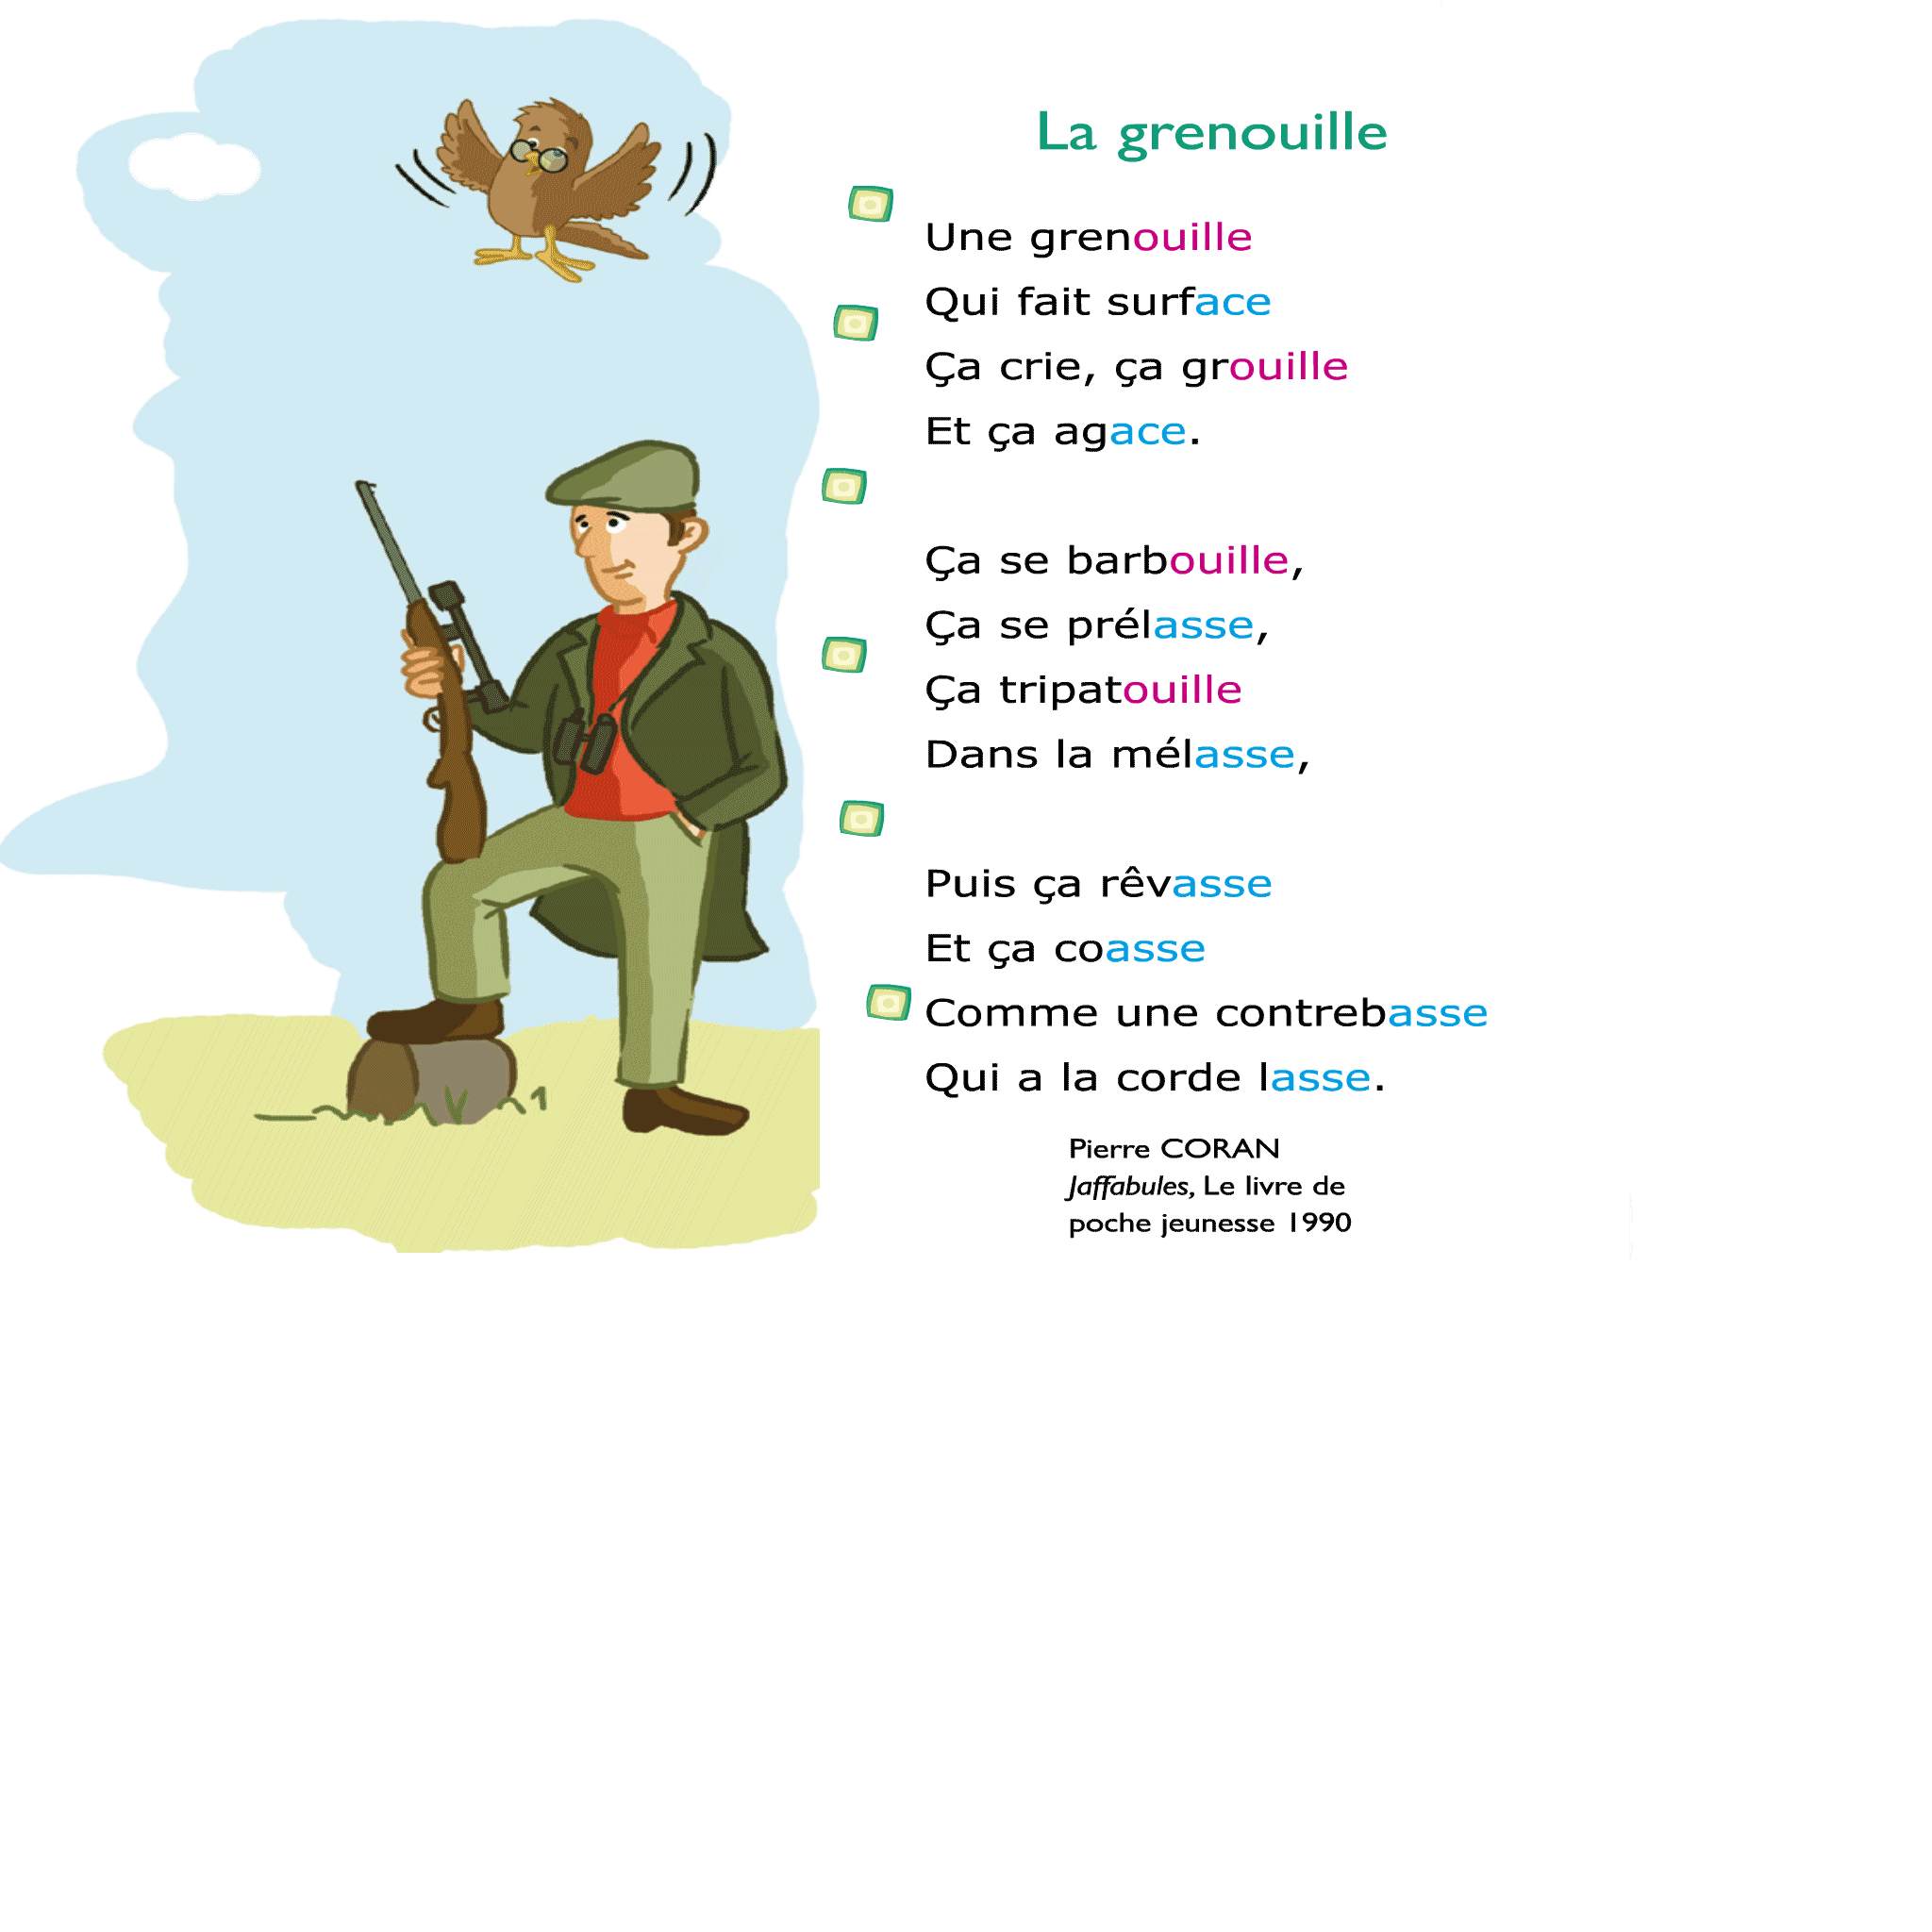 La grenouille
Une grenouille
Qui fait surface
Ça crie, ça grouille
Et ça agace.
Ça se barbouille,
Ça se prélasse,
Ça tripatouille
Dans la mélasse,
Puis ça rêvasse
Et ça coasse
Comme une contrebasse
Qui a la corde lasse.
Pierre CORAN
Jaffabules, Le livre de
poche jeunesse 1990